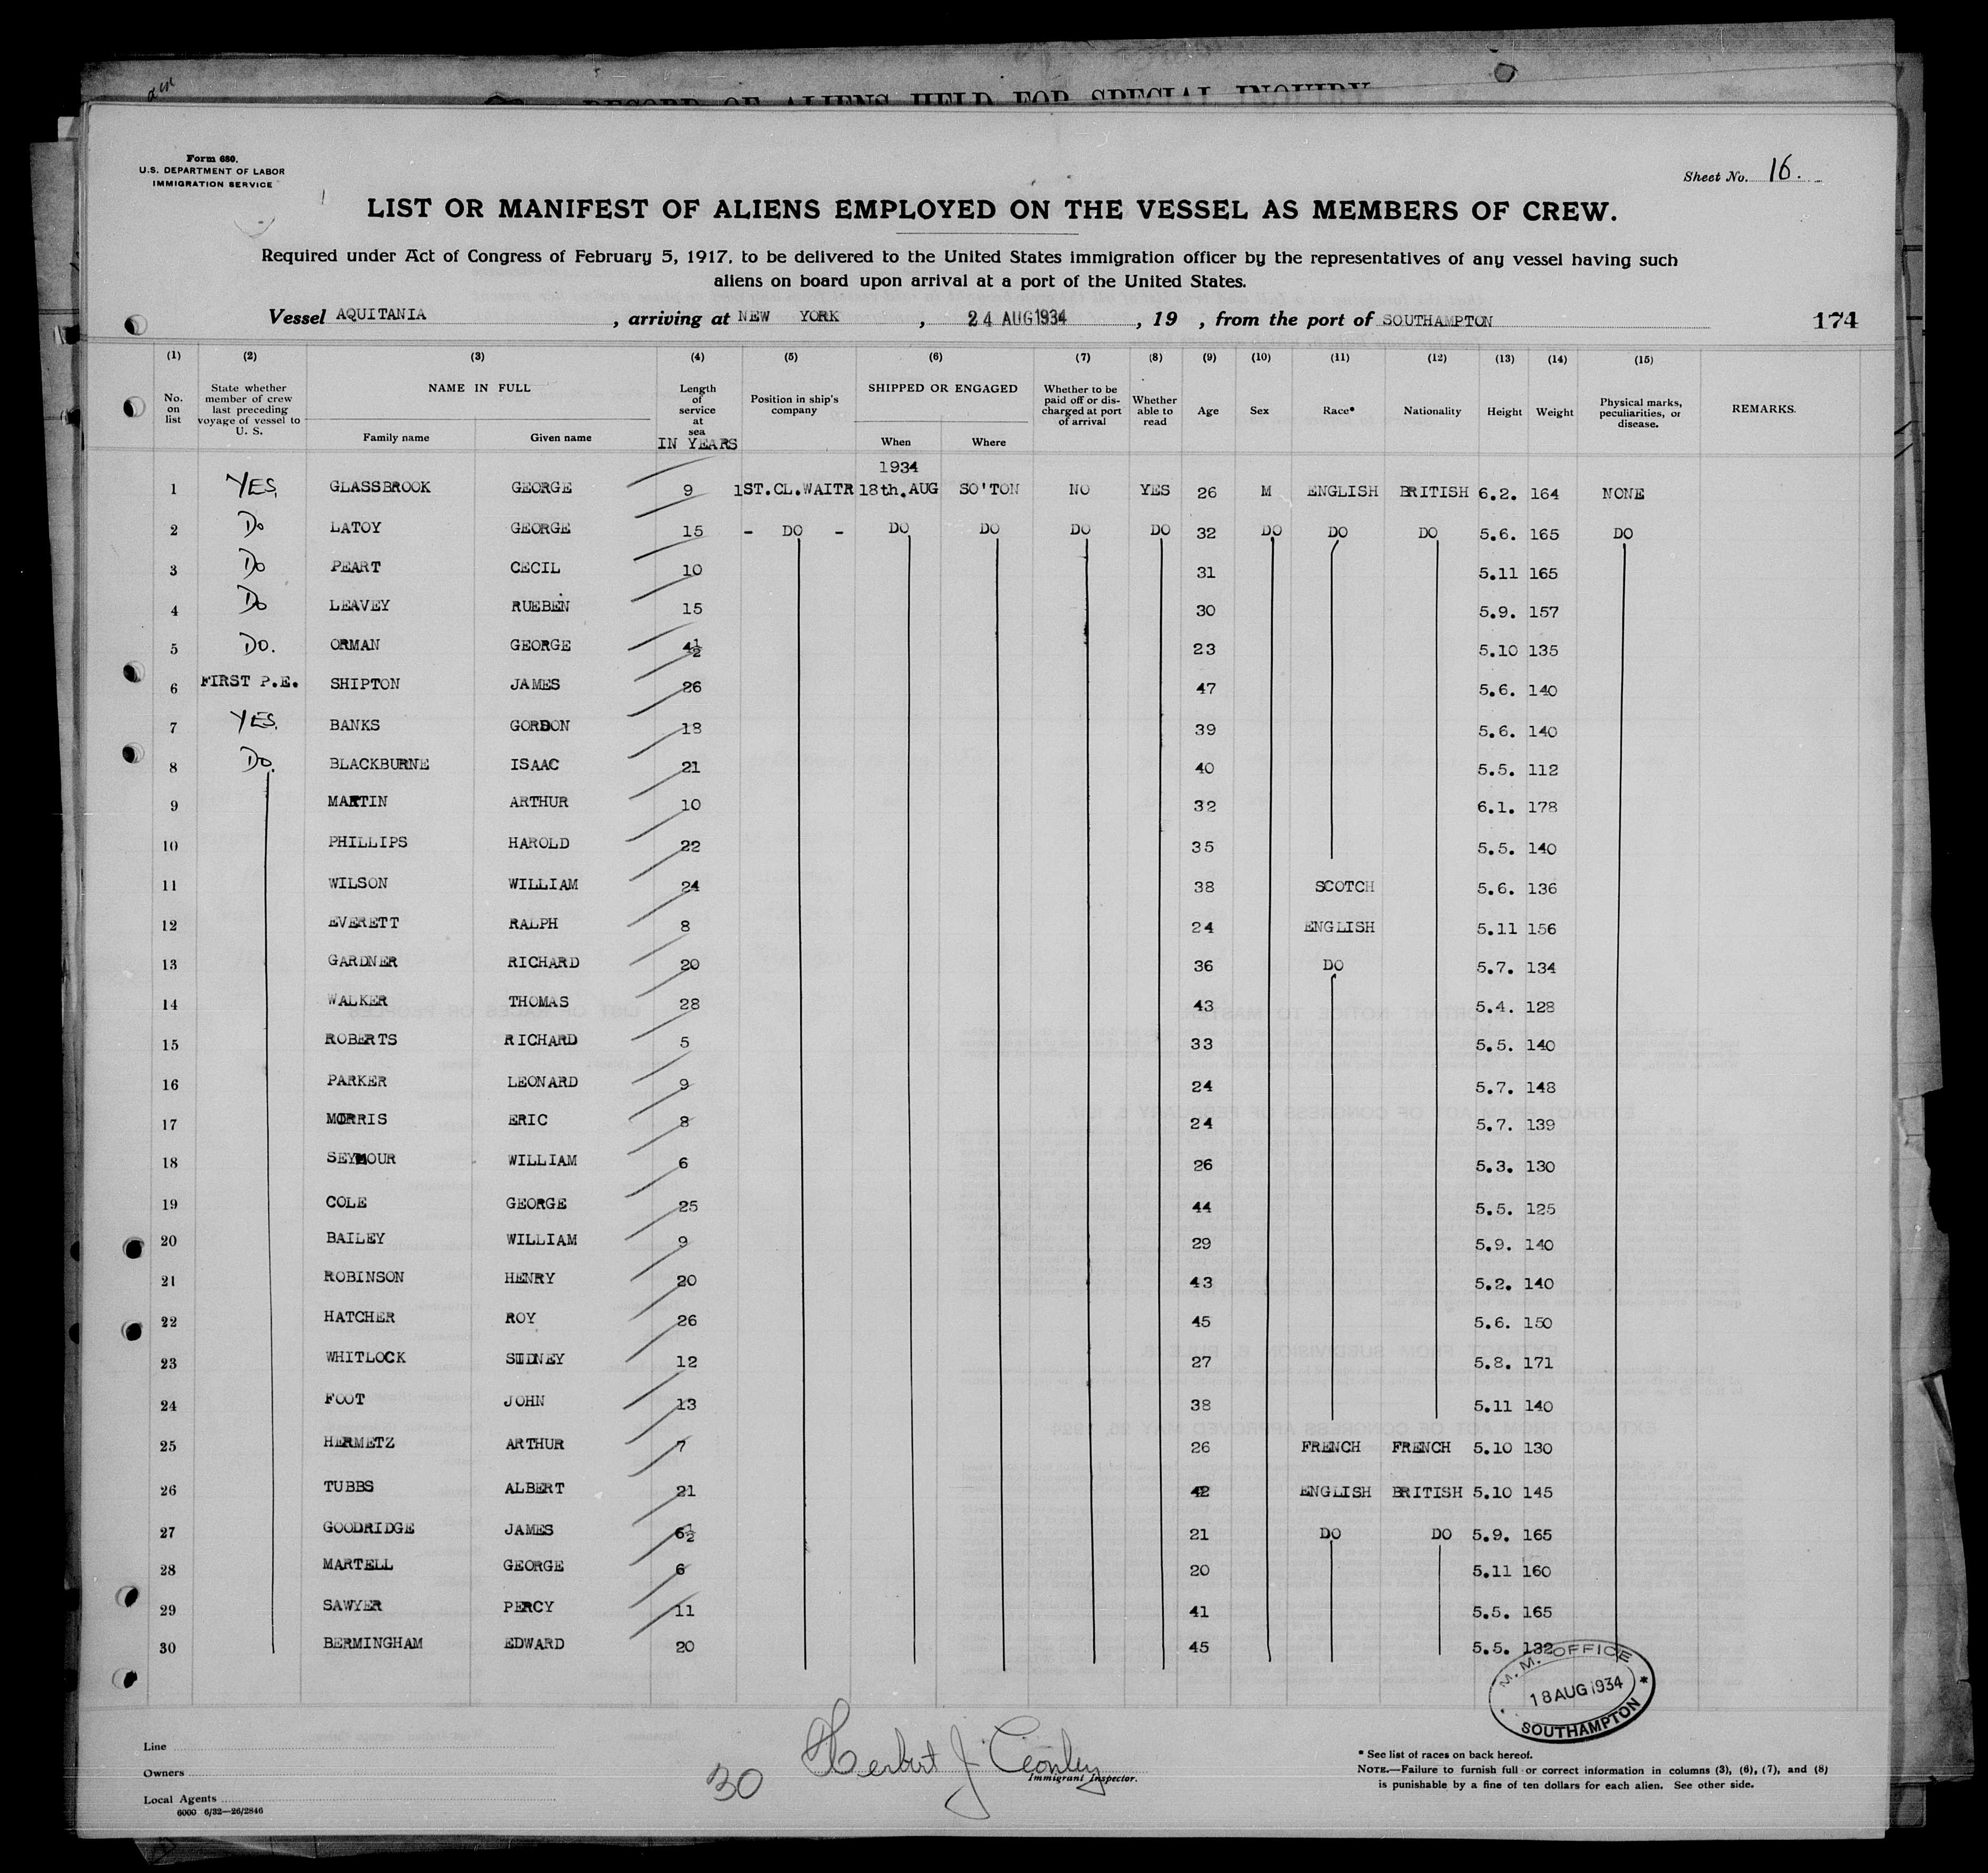 RECORD OF ALIENS HELD FOR SPECIAL INQUIRY
Form 680.
U.S. DEPARTMENT OF LABOR
IMMIGRATION SERVICE
Sheet No. 16.
LIST OR MANIFEST OF ALIENS EMPLOYED ON THE VESSEL AS MEMBERS OF CREW.
Required under Act of Congress of February 5, 1917, to be delivered to the United States immigration officer by the representatives of any vessel having such
aliens on board upon arrival at a port of the United States.
Vessel AQUITANIA, arriving at NEW YORK, 24 AUG 1934, 19 , from the port of SOUTHAMPTON 174
(1) (2) (3) (4) (5) (6) (7) (8) (9) (10) (11) (12) (13) (14) (15)
No. on list
State whether member of crew last preceding voyage of vessel to U. S.
NAME IN FULL
Family name Given name
Length of service at sea IN YEARS
Position in ship's company
SHIPPED OR ENGAGED
When Where
Whether to be paid off or discharged at port of arrival
Whether able to read
Age Sex Race* Nationality Height Weight
Physical marks, peculiarities, or disease.
REMARKS.
1934
1 YES. GLASSBROOK GEORGE 9 1ST.CL.WAITR 18th.AUG SO'TON NO YES 26 M ENGLISH BRITISH 6.2. 164 NONE
2 Do LATOY GEORGE 15 - DO - DO DO DO DO 32 DO DO DO 5.6. 165 DO
3 Do PEART CECIL 10 31 5.11 165
4 Do LEAVEY RUEBEN 15 30 5.9. 157
5 Do. ORMAN GEORGE 4½ 23 5.10 135
6 FIRST P.E. SHIPTON JAMES 26 47 5.6. 140
7 YES. BANKS GORDON 18 39 5.6. 140
8 Do. BLACKBURNE ISAAC 21 40 5.5. 112
9 MARTIN ARTHUR 10 32 6.1. 178
10 PHILLIPS HAROLD 22 35 5.5. 140
11 WILSON WILLIAM 24 38 SCOTCH 5.6. 136
12 EVERETT RALPH 8 24 ENGLISH 5.11 156
13 GARDNER RICHARD 20 36 DO 5.7. 134
14 WALKER THOMAS 28 43 5.4. 128
15 ROBERTS RICHARD 5 33 5.5. 140
16 PARKER LEONARD 9 24 5.7. 148
17 MORRIS ERIC 8 24 5.7. 139
18 SEYMOUR WILLIAM 6 26 5.3. 130
19 COLE GEORGE 25 44 5.5. 125
20 BAILEY WILLIAM 9 29 5.9. 140
21 ROBINSON HENRY 20 43 5.2. 140
22 HATCHER ROY 26 45 5.6. 150
23 WHITLOCK SIDNEY 12 27 5.8. 171
24 FOOT JOHN 13 38 5.11 140
25 HERMETZ ARTHUR 7 26 FRENCH FRENCH 5.10 130
26 TUBBS ALBERT 21 42 ENGLISH BRITISH 5.10 145
27 GOODRIDGE JAMES 6½ 21 DO DO 5.9. 165
28 MARTELL GEORGE 6 20 5.11 160
29 SAWYER PERCY 11 41 5.5. 165
30 BERMINGHAM EDWARD 20 45 5.5. 132
M. M. OFFICE
18 AUG 1934
SOUTHAMPTON
Line
Owners
Local Agents
6000 6/32—26/2846
30
Herbert J
Immigrant Inspector.
* See list of races on back hereof.
NOTE.—Failure to furnish full or correct information in columns (3), (6), (7), and (8)
is punishable by a fine of ten dollars for each alien. See other side.